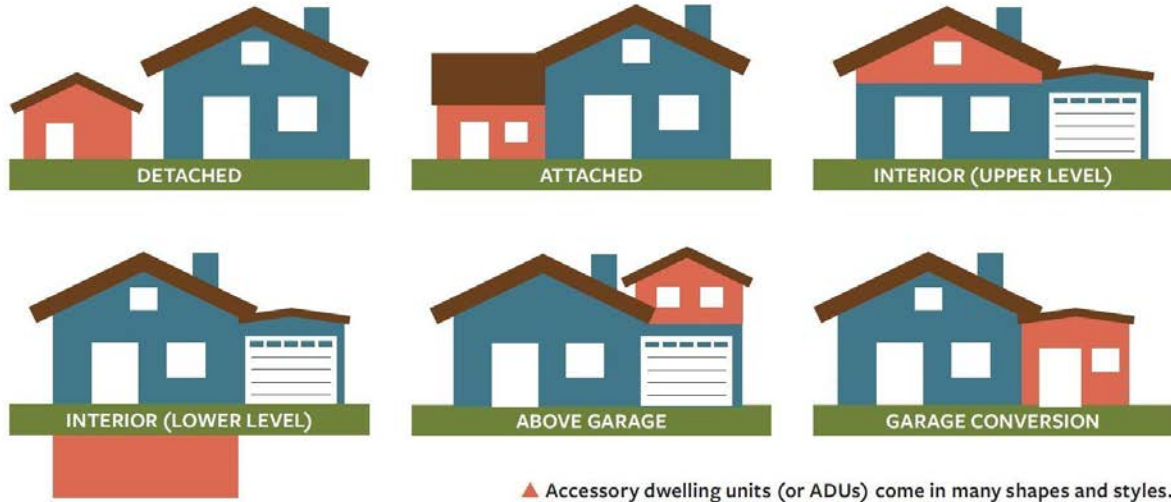 DETACHED
ATTACHED
INTERIOR (UPPER LEVEL)
INTERIOR (LOWER LEVEL)
ABOVE GARAGE
GARAGE CONVERSION
▲ Accessory dwelling units (or ADUs) come in many shapes and styles.